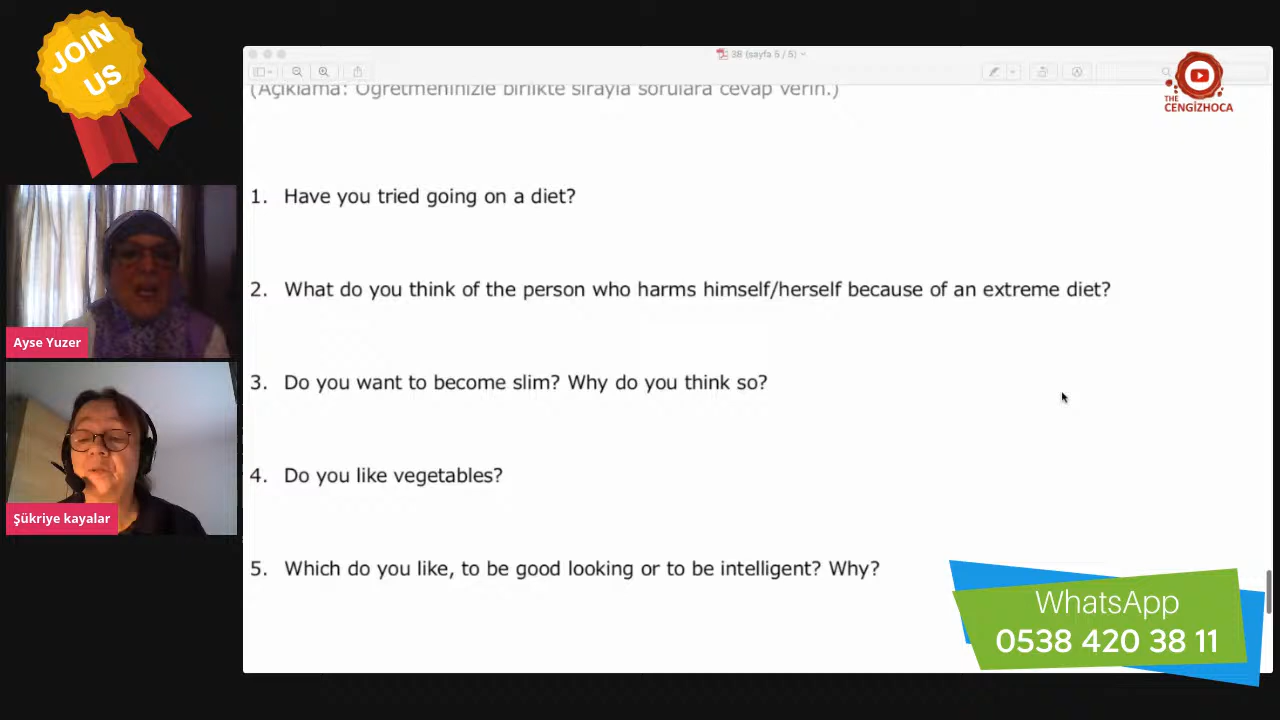 JOIN
US
38 (sayfa 5 / 5)
THE
CENGİZHOCA
(Açıklama: Öğretmeninizle birlikte sırayla sorulara cevap verin.)
1. Have you tried going on a diet?
2. What do you think of the person who harms himself/herself because of an extreme diet?
3. Do you want to become slim? Why do you think so?
4. Do you like vegetables?
5. Which do you like, to be good looking or to be intelligent? Why?
Ayse Yuzer
Şükriye kayalar
WhatsApp
0538 420 38 11